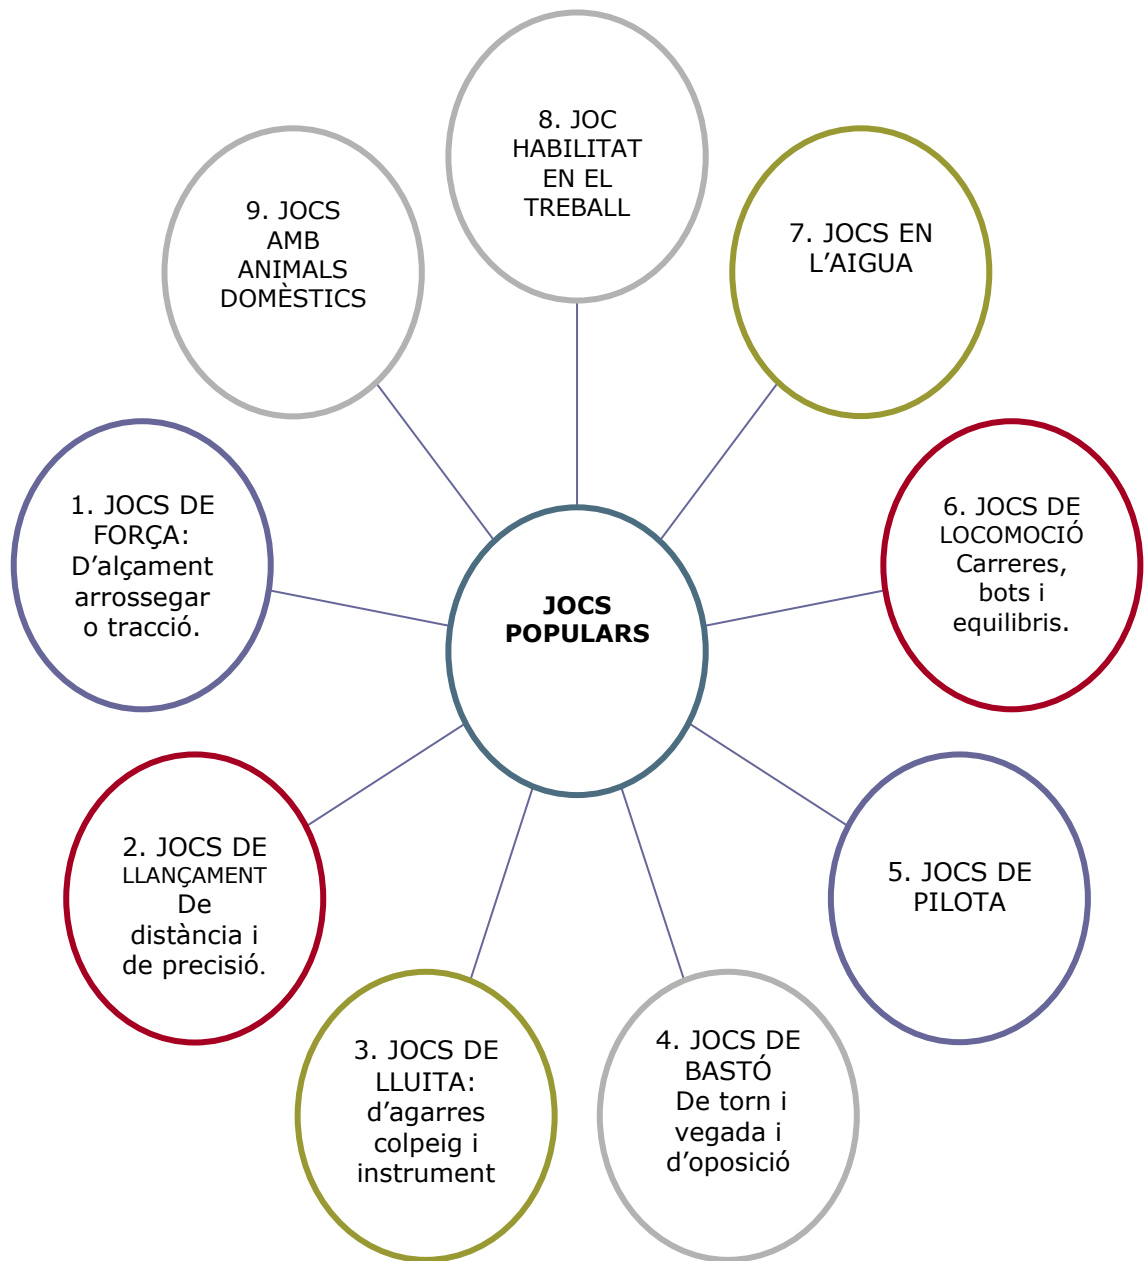 8. JOC
HABILITAT
EN EL
TREBALL
9. JOCS
AMB
ANIMALS
DOMÈSTICS
7. JOCS EN
L’AIGUA
1. JOCS DE
FORÇA:
D’alçament
arrossegar
o tracció.
6. JOCS DE
LOCOMOCIÓ
Carreres,
bots i
equilibris.
JOCS
POPULARS
2. JOCS DE
LLANÇAMENT
De
distància i
de precisió.
5. JOCS DE
PILOTA
3. JOCS DE
LLUITA:
d’agarres
colpeig i
instrument
4. JOCS DE
BASTÓ
De torn i
vegada i
d’oposició